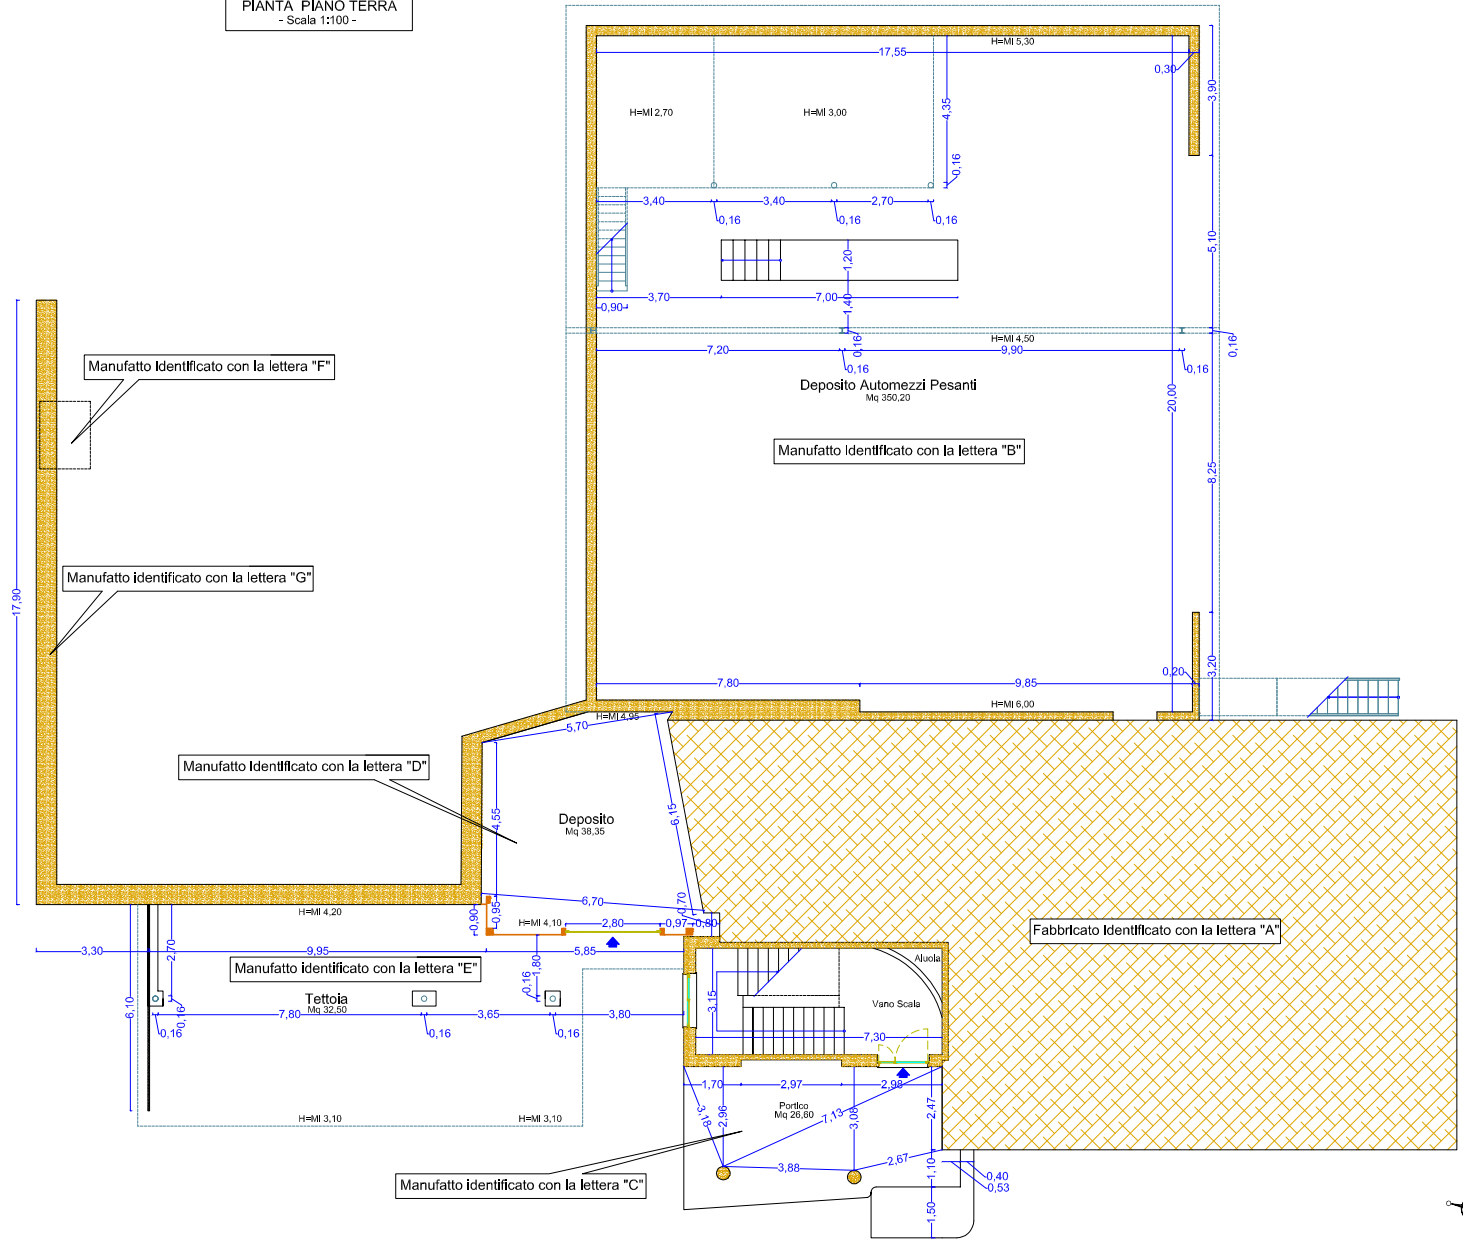 PIANTA PIANO TERRA
- Scala 1:100 -
H=Ml 5,30
17,55
0,30
3,90
H=Ml 2,70
H=Ml 3,00
4,35
0,16
3,40
3,40
2,70
0,16
0,16
0,16
5,10
1,20
3,70
7,00
0,90
1,40
0,16
H=Ml 4,50
0,16
7,20
9,90
0,16
0,16
17,90
Manufatto identificato con la lettera "F"
Deposito Automezzi Pesanti
Mq 350,20
20,00
Manufatto identificato con la lettera "B"
8,25
Manufatto identificato con la lettera "G"
0,20
3,20
7,80
9,85
H=Ml 6,00
H=Ml 4,95
5,70
Manufatto identificato con la lettera "D"
4,55
6,15
Deposito
Mq 38,35
6,70
0,70
H=Ml 4,20
0,90
0,95
H=Ml 4,10
2,80
0,97
0,80
Fabbricato identificato con la lettera "A"
3,30
9,95
5,85
2,70
1,80
Manufatto identificato con la lettera "E"
Aiuola
0,16
Tettoia
Mq 32,50
Vano Scala
3,15
6,10
0,16
7,80
3,65
3,80
0,16
0,16
0,16
7,30
1,70
2,97
2,98
Portico
Mq 26,60
3,18
2,96
7,13
3,08
2,47
H=Ml 3,10
H=Ml 3,10
3,88
2,67
1,10
0,40
0,53
Manufatto identificato con la lettera "C"
1,50